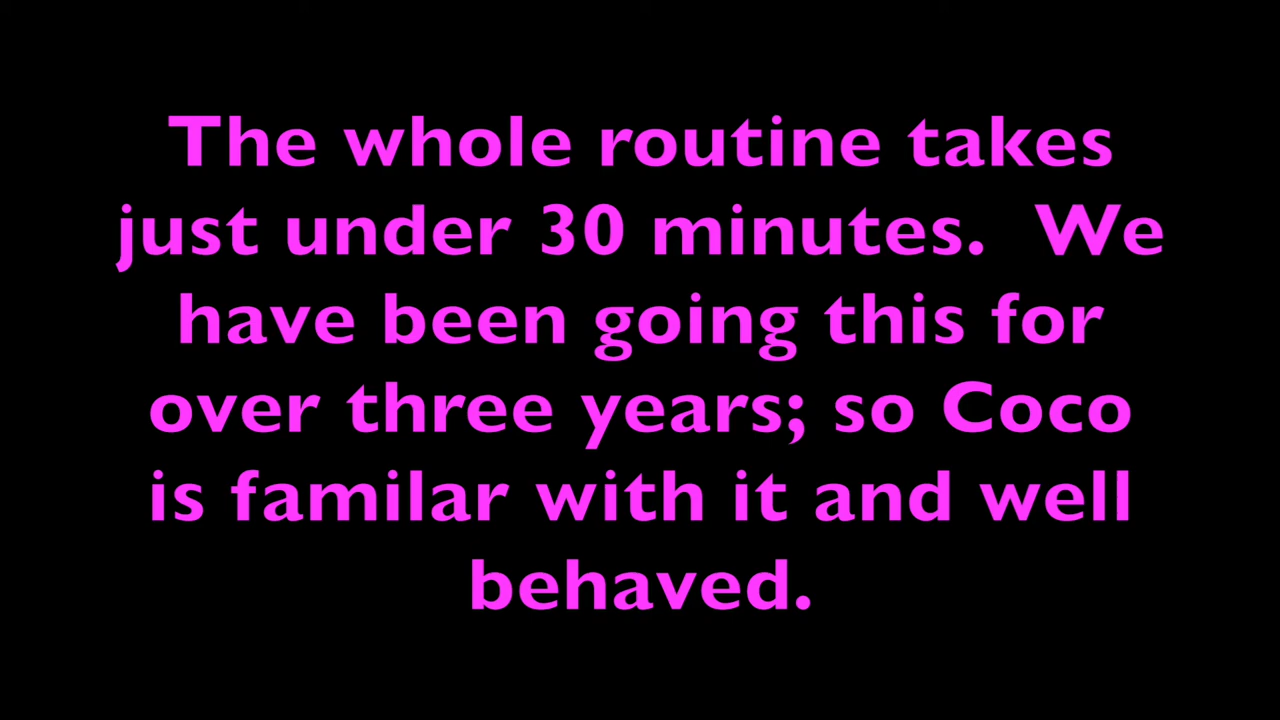 The whole routine takes
just under 30 minutes.  We
have been going this for
over three years; so Coco
is familar with it and well
behaved.